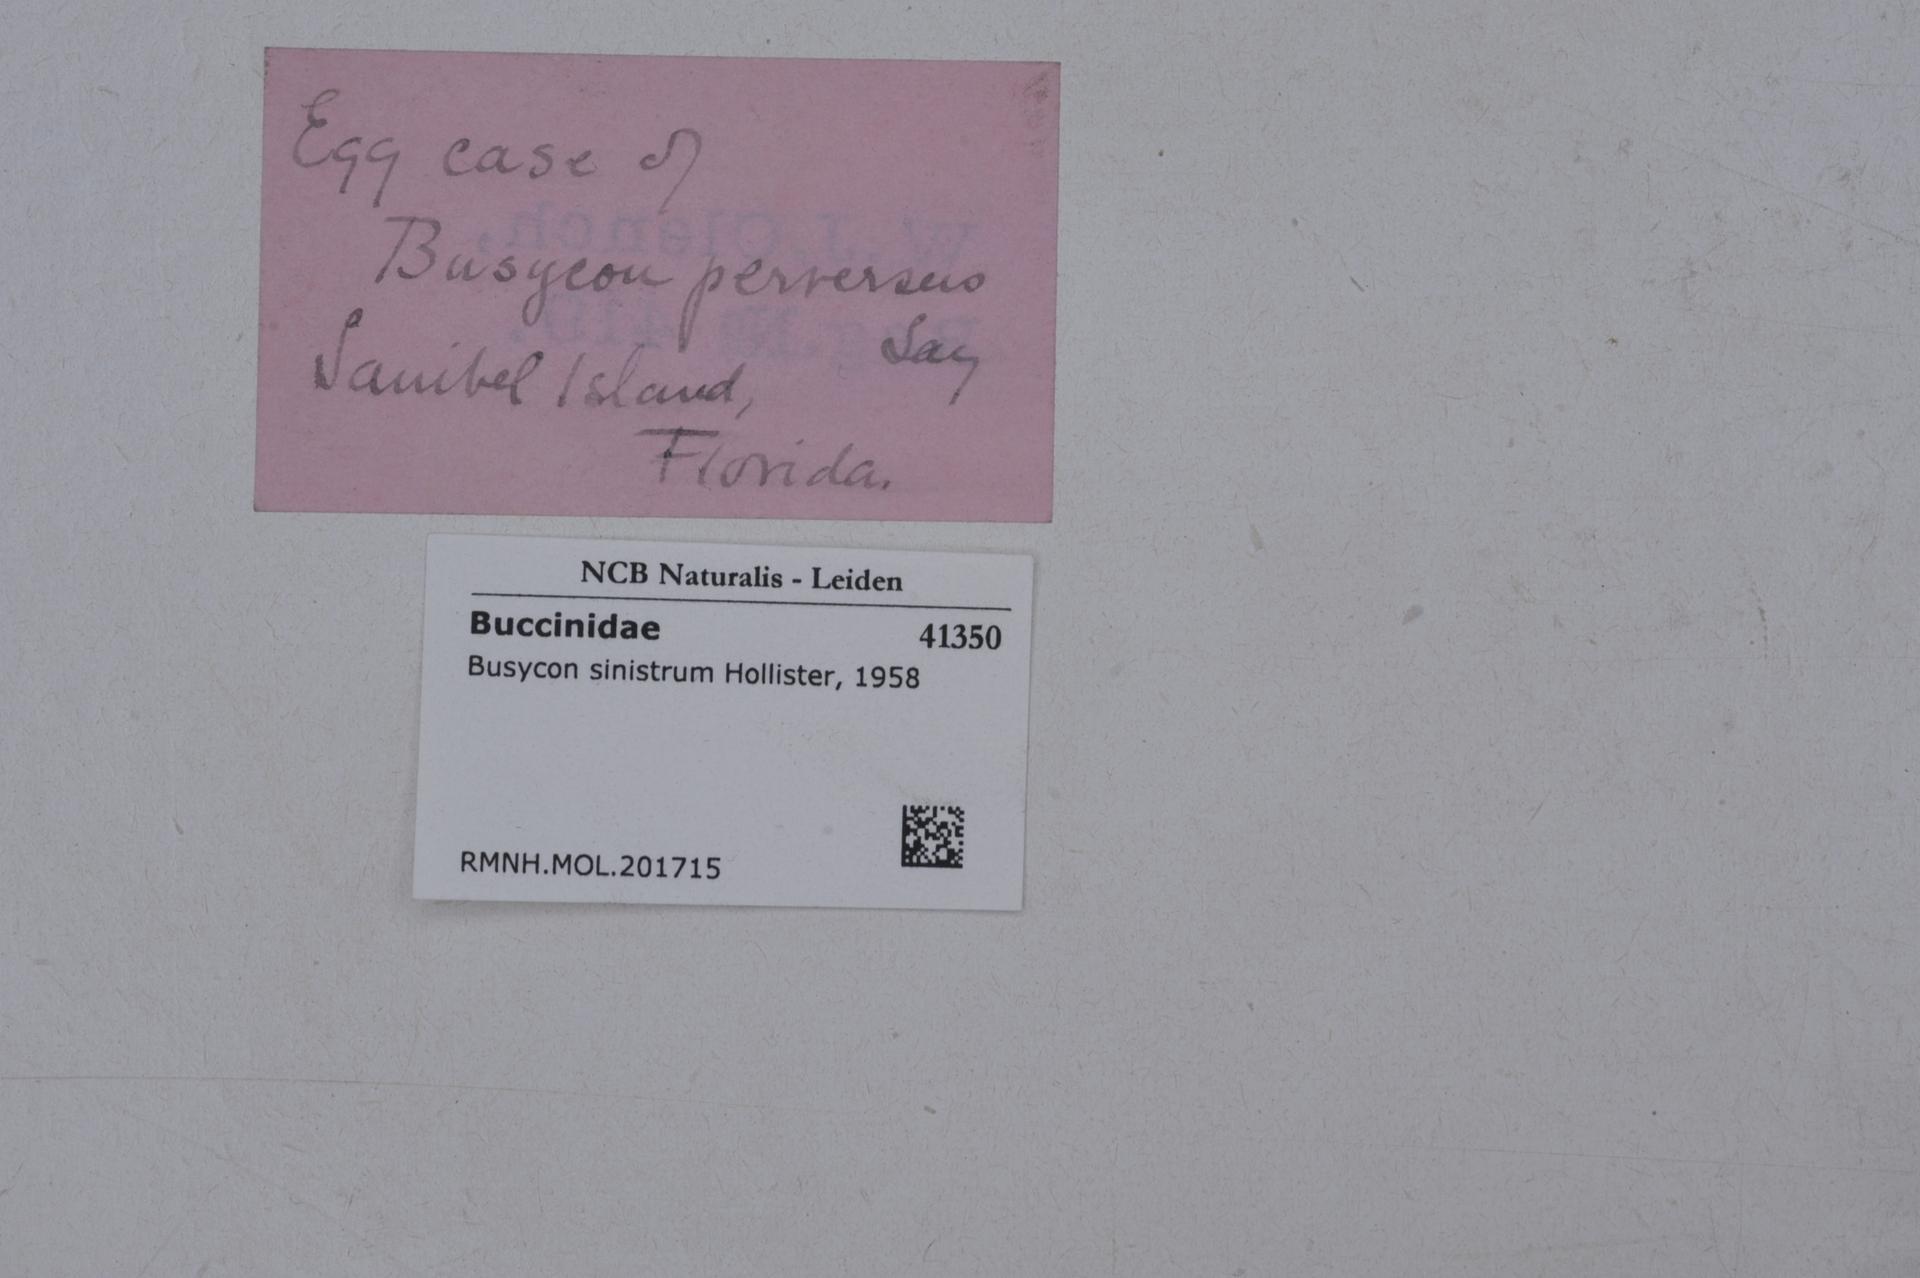 Egg case of
Busycon perversus
Say
Sanibel Island,
Florida.
W.J.Clench.
NCB Naturalis - Leiden
Buccinidae 41350
Busycon sinistrum Hollister, 1958
RMNH.MOL.201715